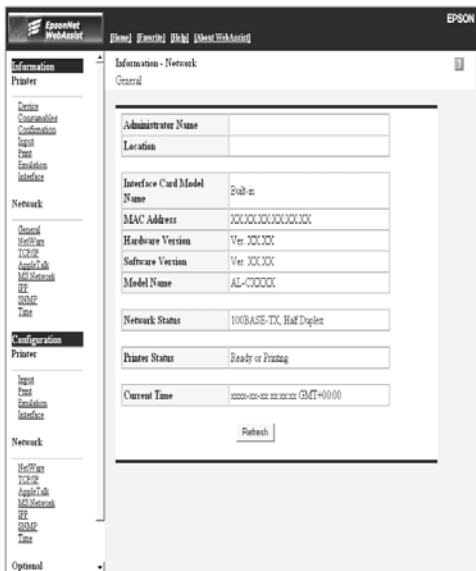 EPSON
EpsonNet
WebAssist
[Home] [Favorite] [Help] [About WebAssist]
Information
Printer
Device
Consumables
Confirmation
Input
Print
Emulation
Interface
Network
General
NetWare
TCP/IP
AppleTalk
MS Network
IPP
SNMP
Time
Configuration
Printer
Input
Print
Emulation
Interface
Network
NetWare
TCP/IP
AppleTalk
MS Network
IPP
SNMP
Time
Optional
Information - Network
?
General
Administrator Name
Location
Interface Card Model Name Built-in
MAC Address XX:XX:XX:XX:XX:XX
Hardware Version Ver. XX.XX
Software Version Ver. XX.XX
Model Name AL-CXXXX
Network Status 100BASE-TX, Half Duplex
Printer Status Ready or Printing
Current Time xxxx-xx-xx xx:xx:xx GMT+00:00
Refresh